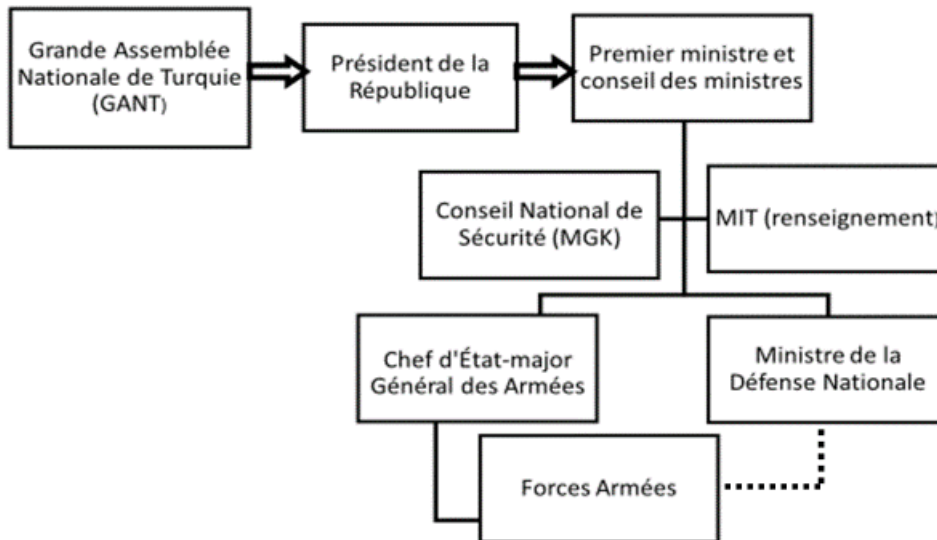 Grande Assemblée
Nationale de Turquie
(GANT)
Président de la
République
Premier ministre et
conseil des ministres
Conseil National de
Sécurité (MGK)
MIT (renseignement)
Chef d'État-major
Général des Armées
Ministre de la
Défense Nationale
Forces Armées